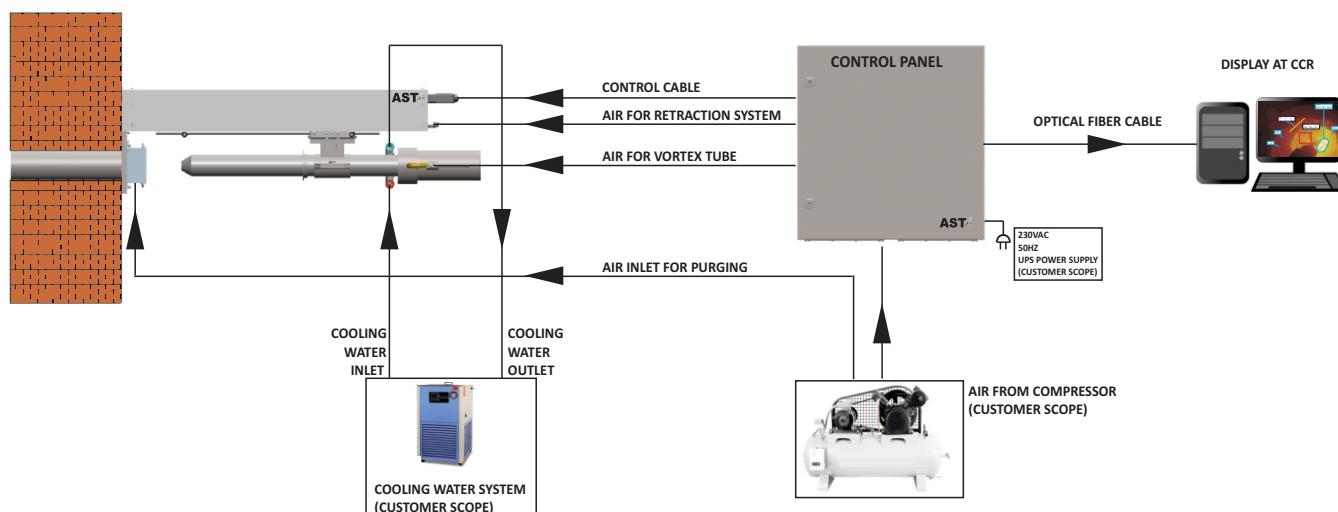 CONTROL PANEL
DISPLAY AT CCR
AST
CONTROL CABLE
AIR FOR RETRACTION SYSTEM
OPTICAL FIBER CABLE
AIR FOR VORTEX TUBE
AST
230VAC
50HZ
UPS POWER SUPPLY
(CUSTOMER SCOPE)
AIR INLET FOR PURGING
COOLING
WATER
INLET
COOLING
WATER
OUTLET
AIR FROM COMPRESSOR
(CUSTOMER SCOPE)
COOLING WATER SYSTEM
(CUSTOMER SCOPE)